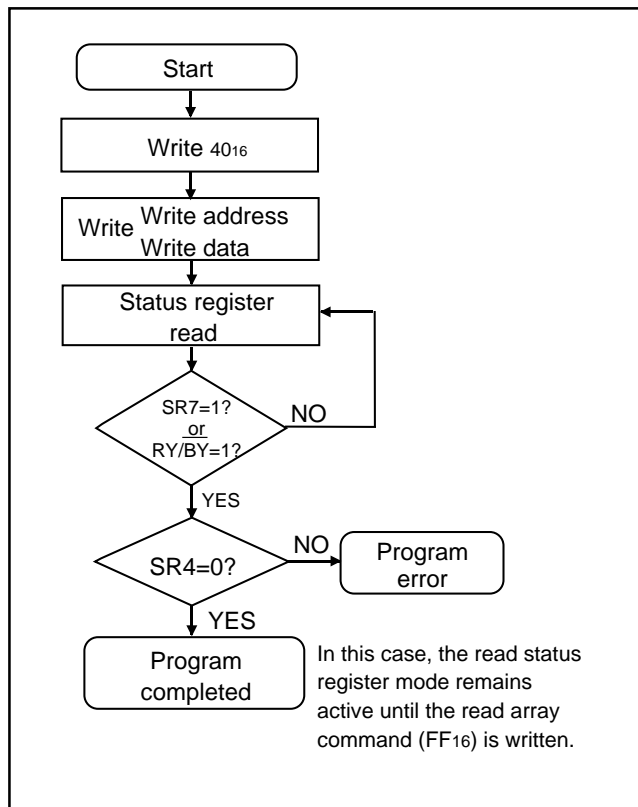 Start
Write 4016
Write Write address
Write data
Status register
read
SR7=1?
or
RY/BY=1?
NO
YES
SR4=0?
NO
Program
error
YES
Program
completed
In this case, the read status
register mode remains
active until the read array
command (FF16) is written.